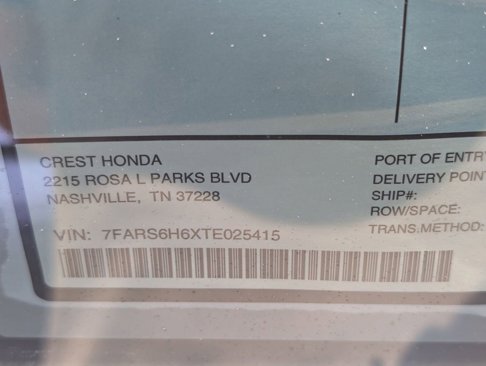 CREST HONDA
2215 ROSA L PARKS BLVD
NASHVILLE, TN 37228
VIN: 7FARS6H6XTE025415
PORT OF ENTRY
DELIVERY POINT
SHIP#:
ROW/SPACE:
TRANS.METHOD: